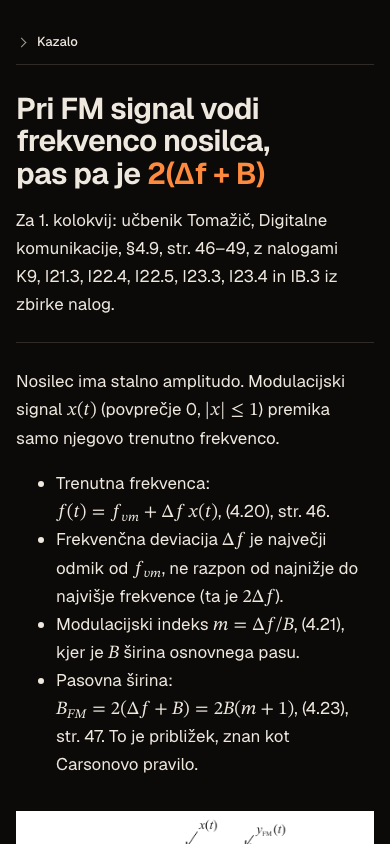 Kazalo
Pri FM signal vodi
frekvenco nosilca,
pas pa je 2(Δf + B)
Za 1. kolokvij: učbenik Tomažič, Digitalne
komunikacije, §4.9, str. 46–49, z nalogami
K9, I21.3, I22.4, I22.5, I23.3, I23.4 in IB.3 iz
zbirke nalog.
Nosilec ima stalno amplitudo. Modulacijski
signal x(t) (povprečje 0, |x| ≤ 1) premika
samo njegovo trenutno frekvenco.
• Trenutna frekvenca:
f(t) = f_vm + Δf x(t), (4.20), str. 46.
• Frekvenčna deviacija Δf je največji
odmik od f_vm, ne razpon od najnižje do
najvišje frekvence (ta je 2Δf).
• Modulacijski indeks m = Δf/B, (4.21),
kjer je B širina osnovnega pasu.
• Pasovna širina:
B_FM = 2(Δf + B) = 2B(m + 1), (4.23),
str. 47. To je približek, znan kot
Carsonovo pravilo.
x(t) y_FM(t)